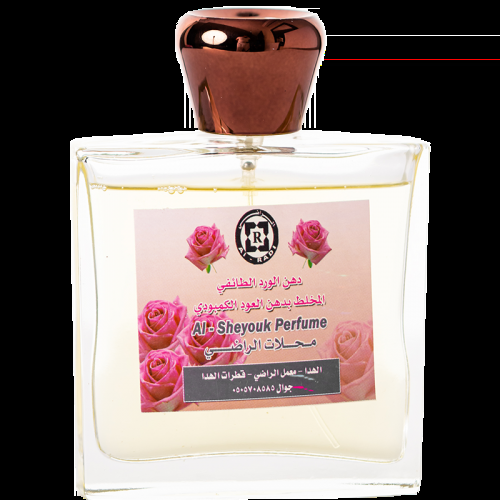 الراضي
R
AL-RADI
دهن الورد الطائفي
المخلط بدهن العود الكمبودي
Al - Sheyouk Perfume
محلات الراضي
الهدا - معمل الراضي - قطرات الهدا
جوال ٠٥٠٥٧٠٨٥٨٥